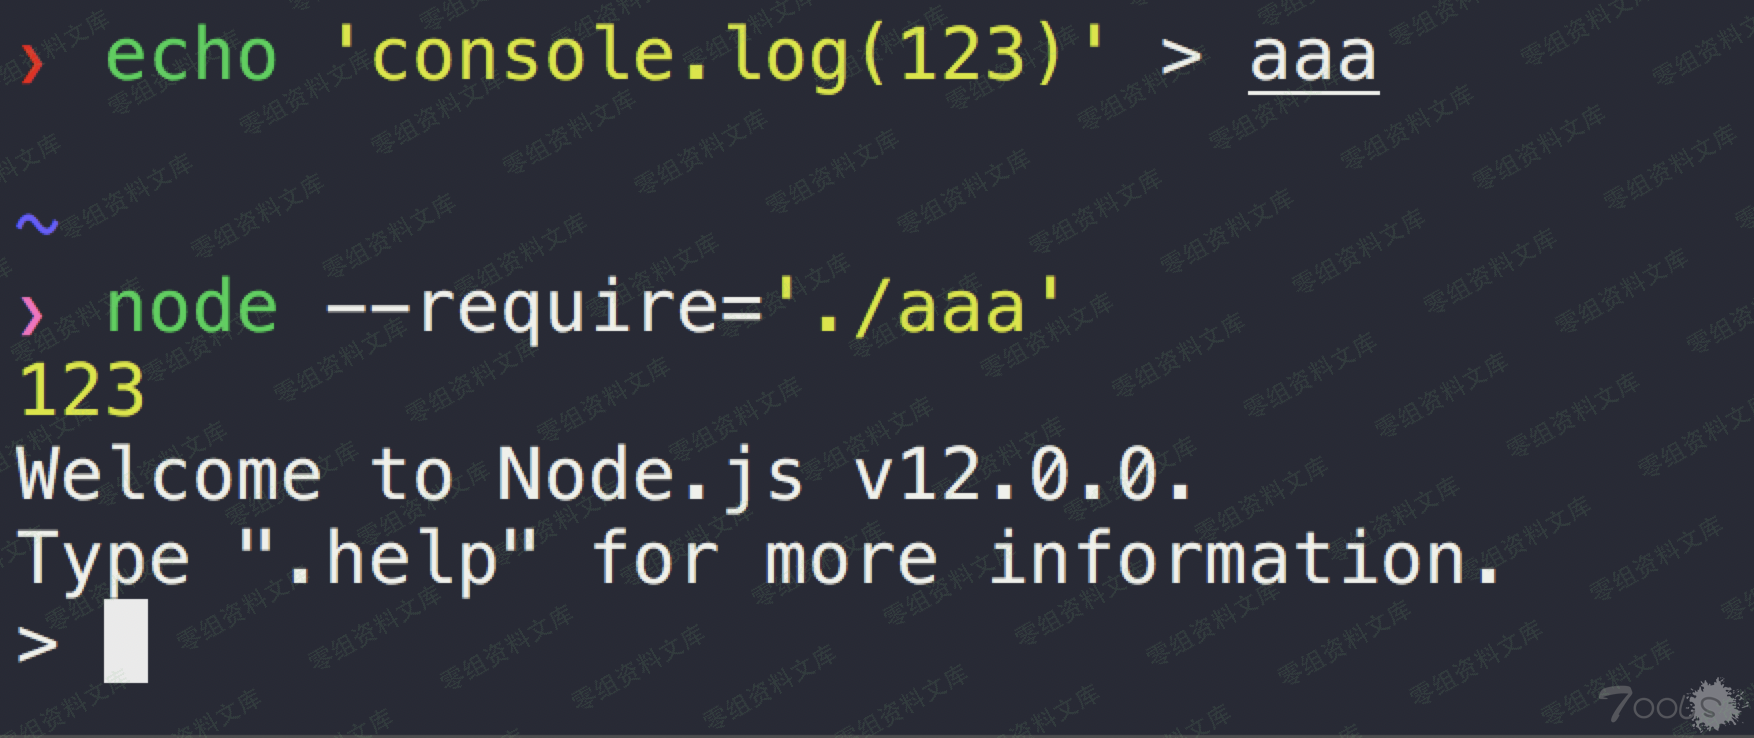 ❯ echo 'console.log(123)' > aaa
~
❯ node --require='./aaa'
123
Welcome to Node.js v12.0.0.
Type ".help" for more information.
>
零组资料文库
7ools